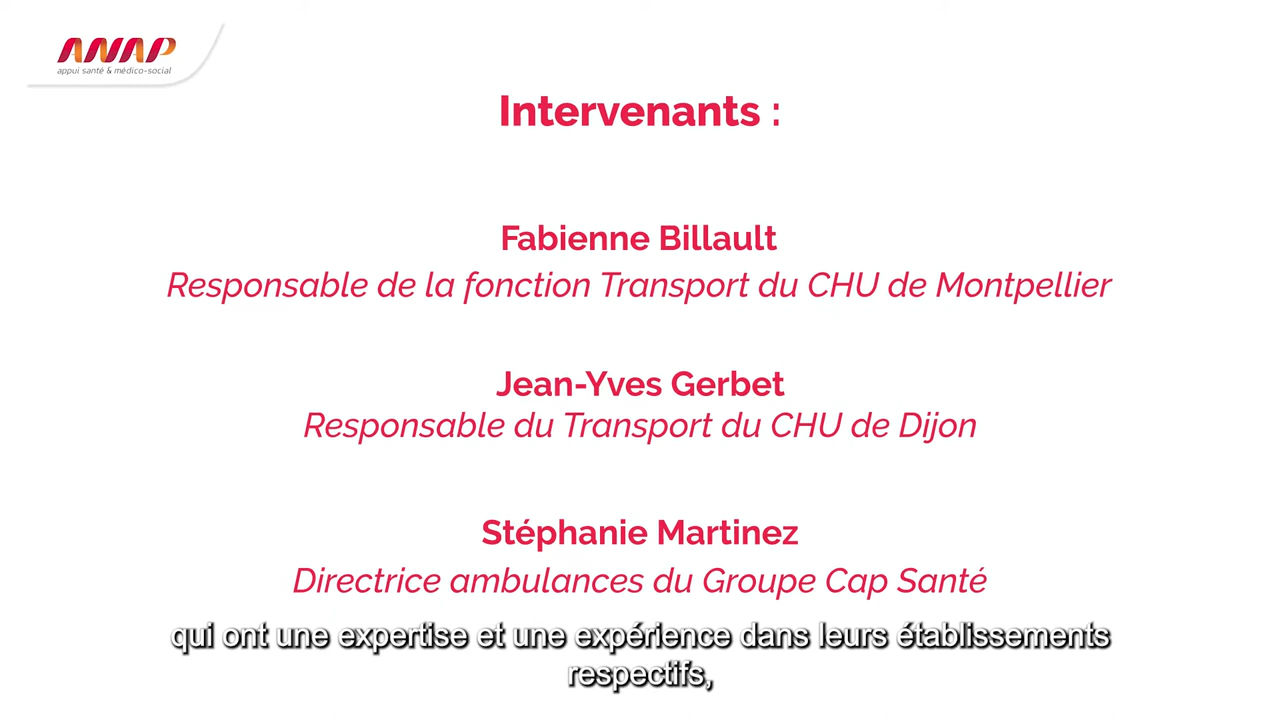 ANAP
appui santé & médico-social
Intervenants :
Fabienne Billault
Responsable de la fonction Transport du CHU de Montpellier
Jean-Yves Gerbet
Responsable du Transport du CHU de Dijon
Stéphanie Martinez
Directrice ambulances du Groupe Cap Santé
qui ont une expertise et une expérience dans leurs établissements
respectifs,